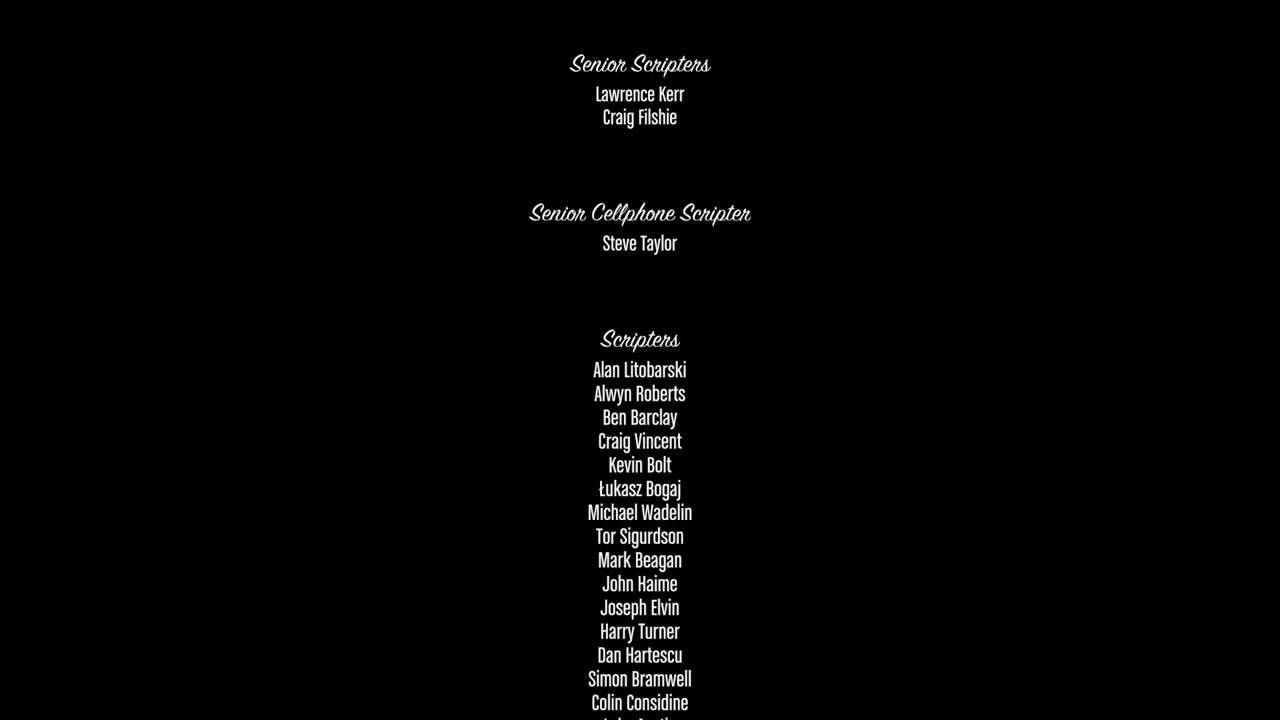 Senior Scripters
Lawrence Kerr
Craig Filshie
Senior Cellphone Scripter
Steve Taylor
Scripters
Alan Litobarski
Alwyn Roberts
Ben Barclay
Craig Vincent
Kevin Bolt
Łukasz Bogaj
Michael Wadelin
Tor Sigurdson
Mark Beagan
John Haime
Joseph Elvin
Harry Turner
Dan Hartescu
Simon Bramwell
Colin Considine